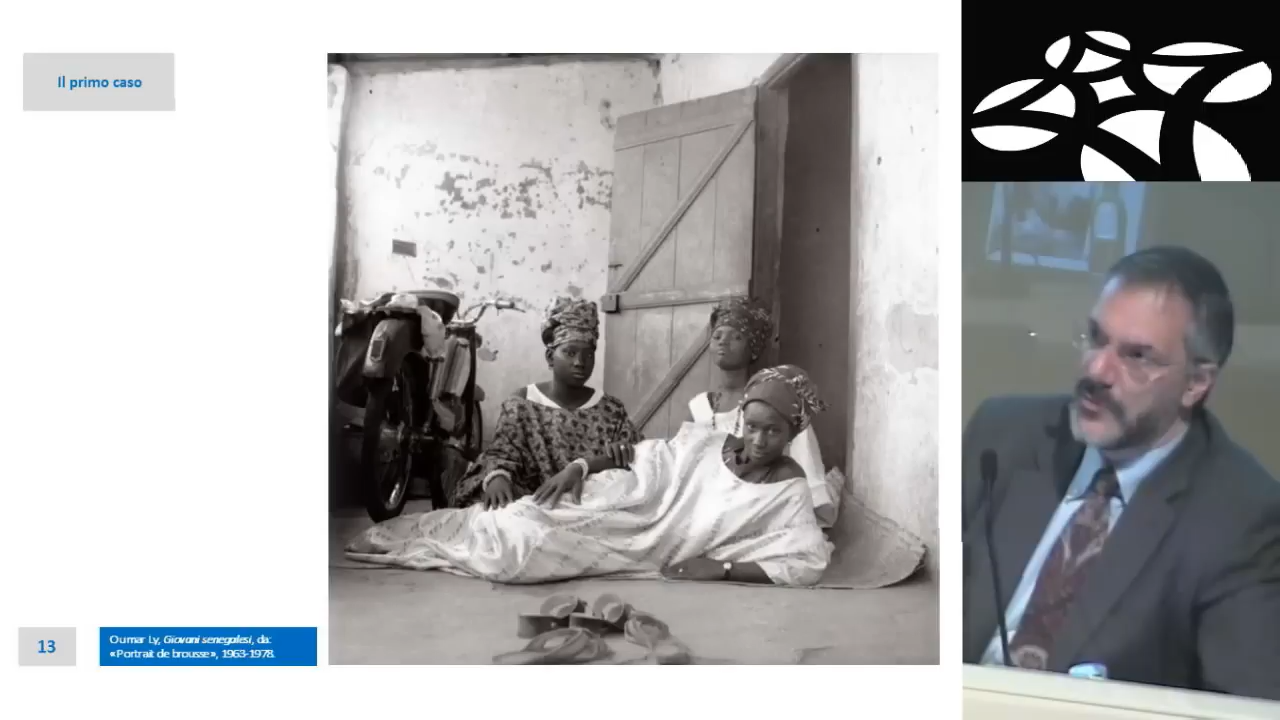 Il primo caso
13
Oumar Ly, Giovani senegalesi, da:
«Portrait de brousse», 1963-1978.